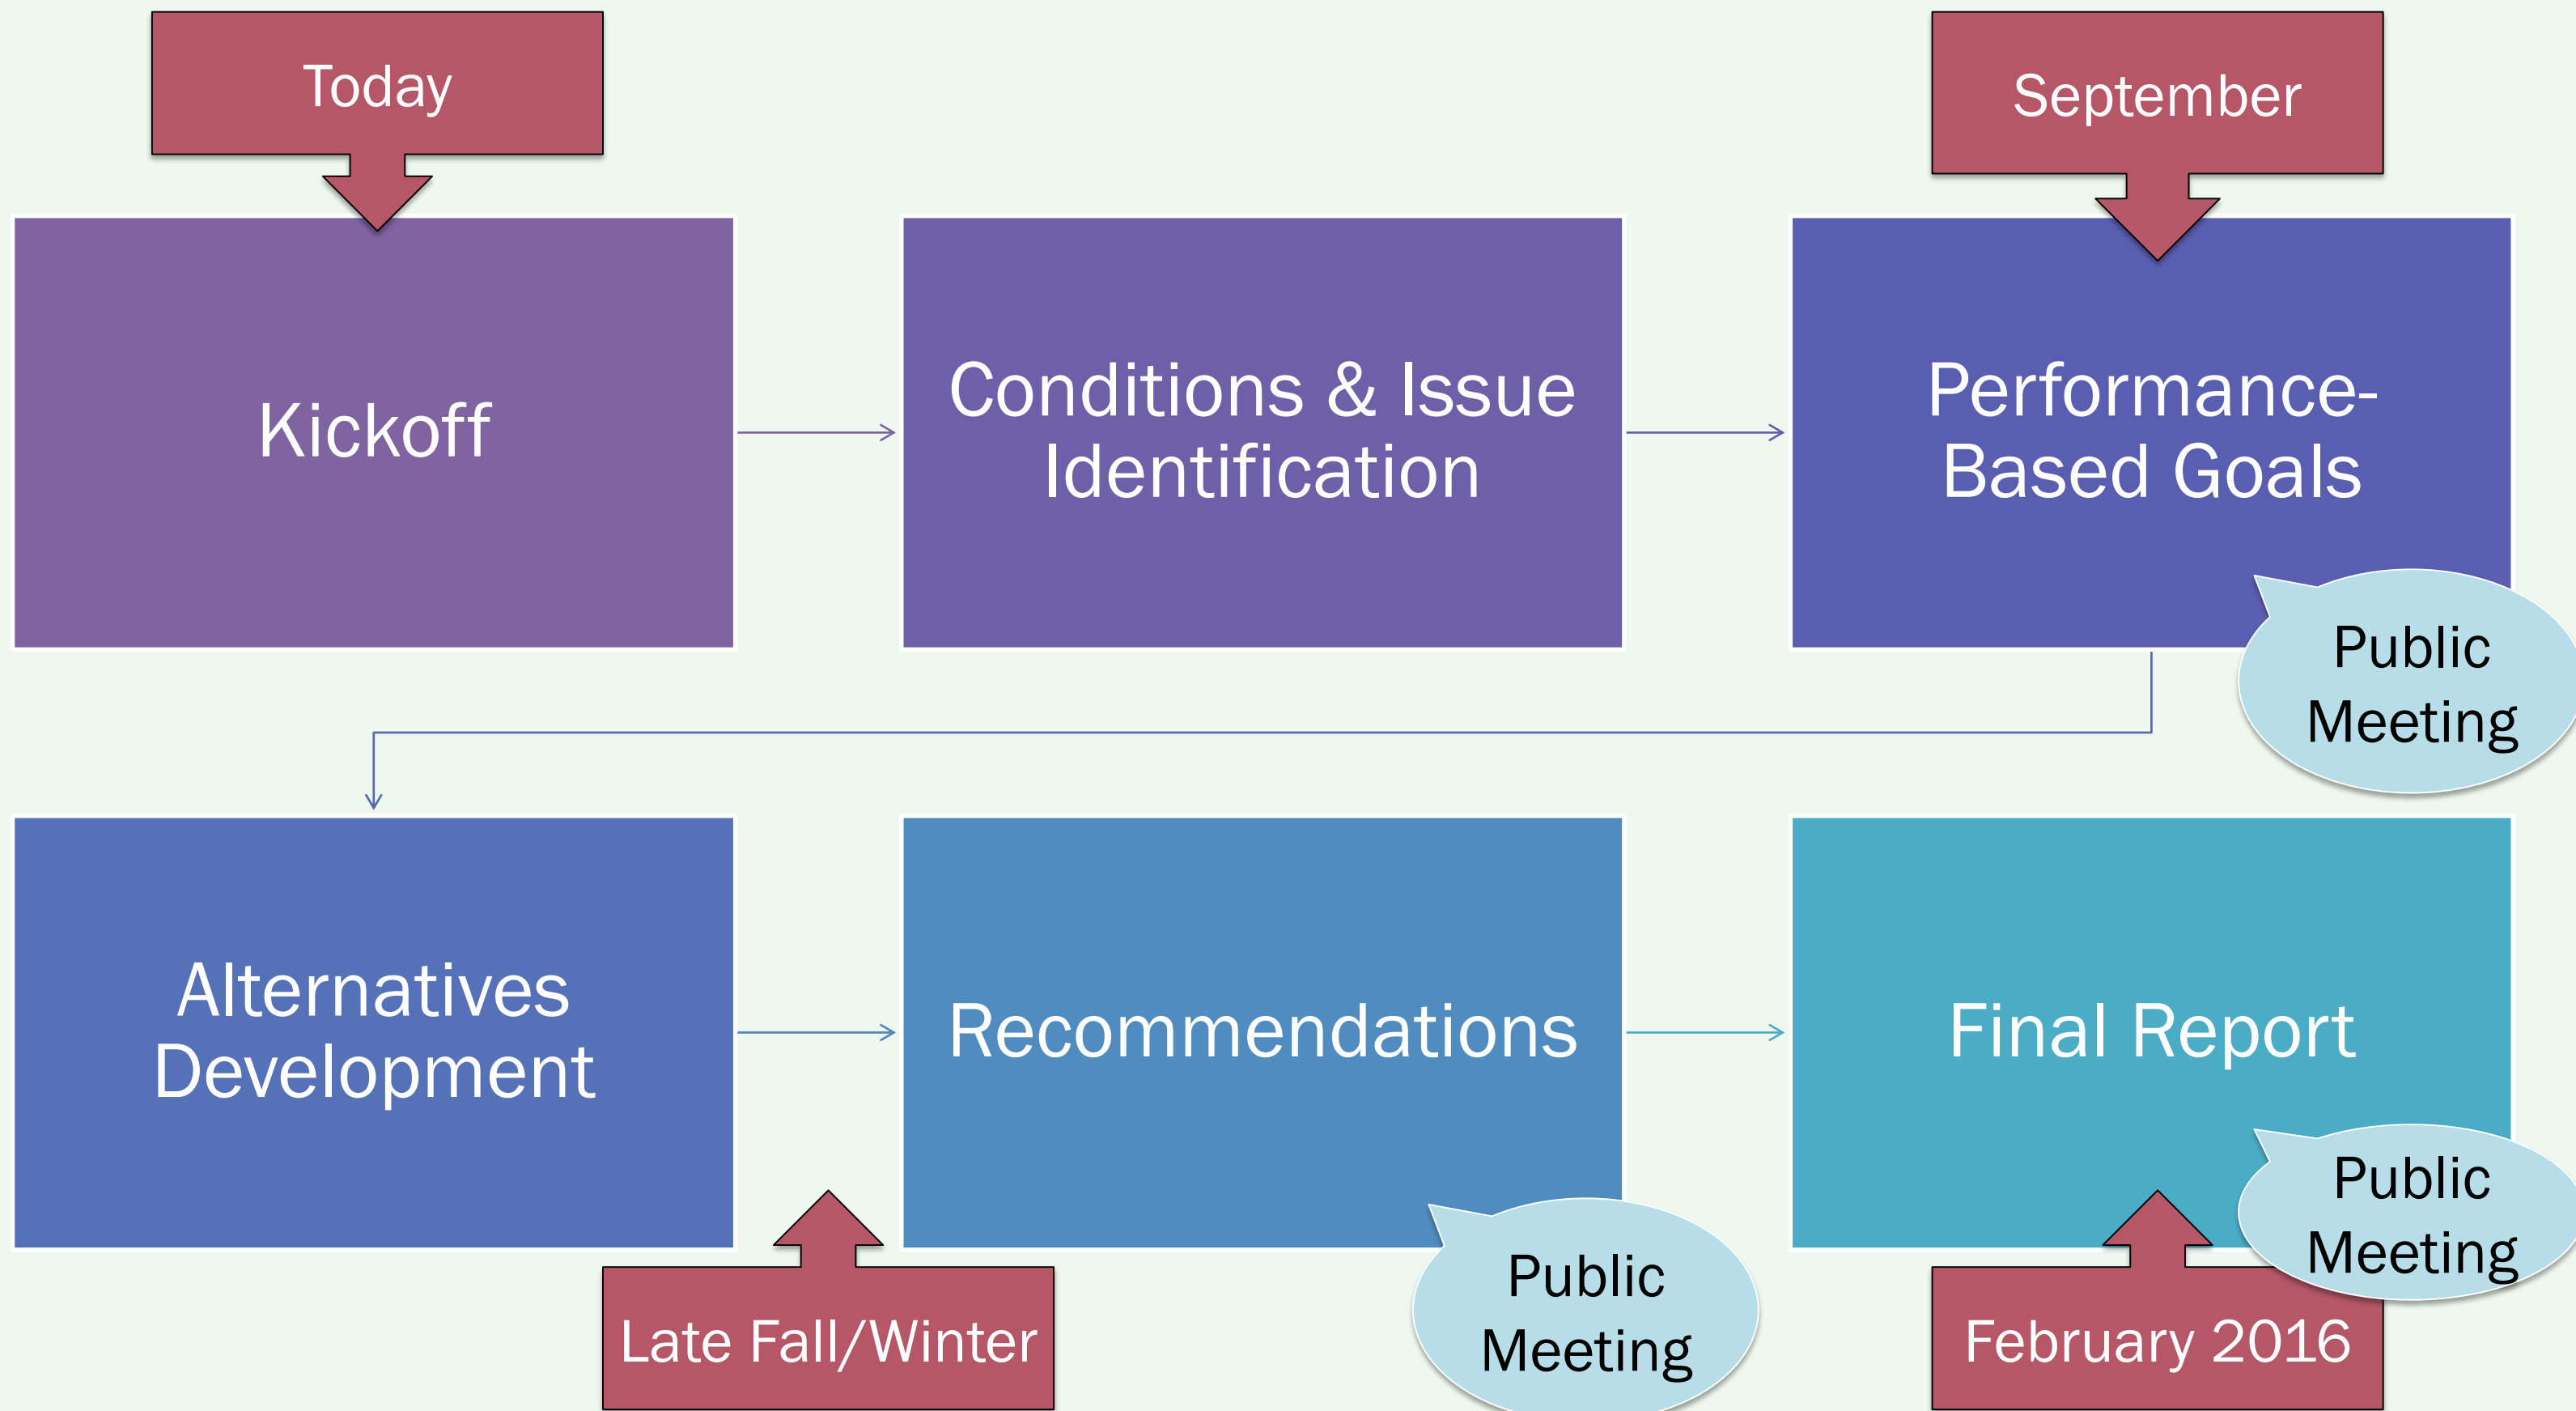 Today
September
Kickoff
Conditions & Issue
Identification
Performance-
Based Goals
Public
Meeting
Alternatives
Development
Recommendations
Final Report
Public
Meeting
Late Fall/Winter
Public
Meeting
February 2016